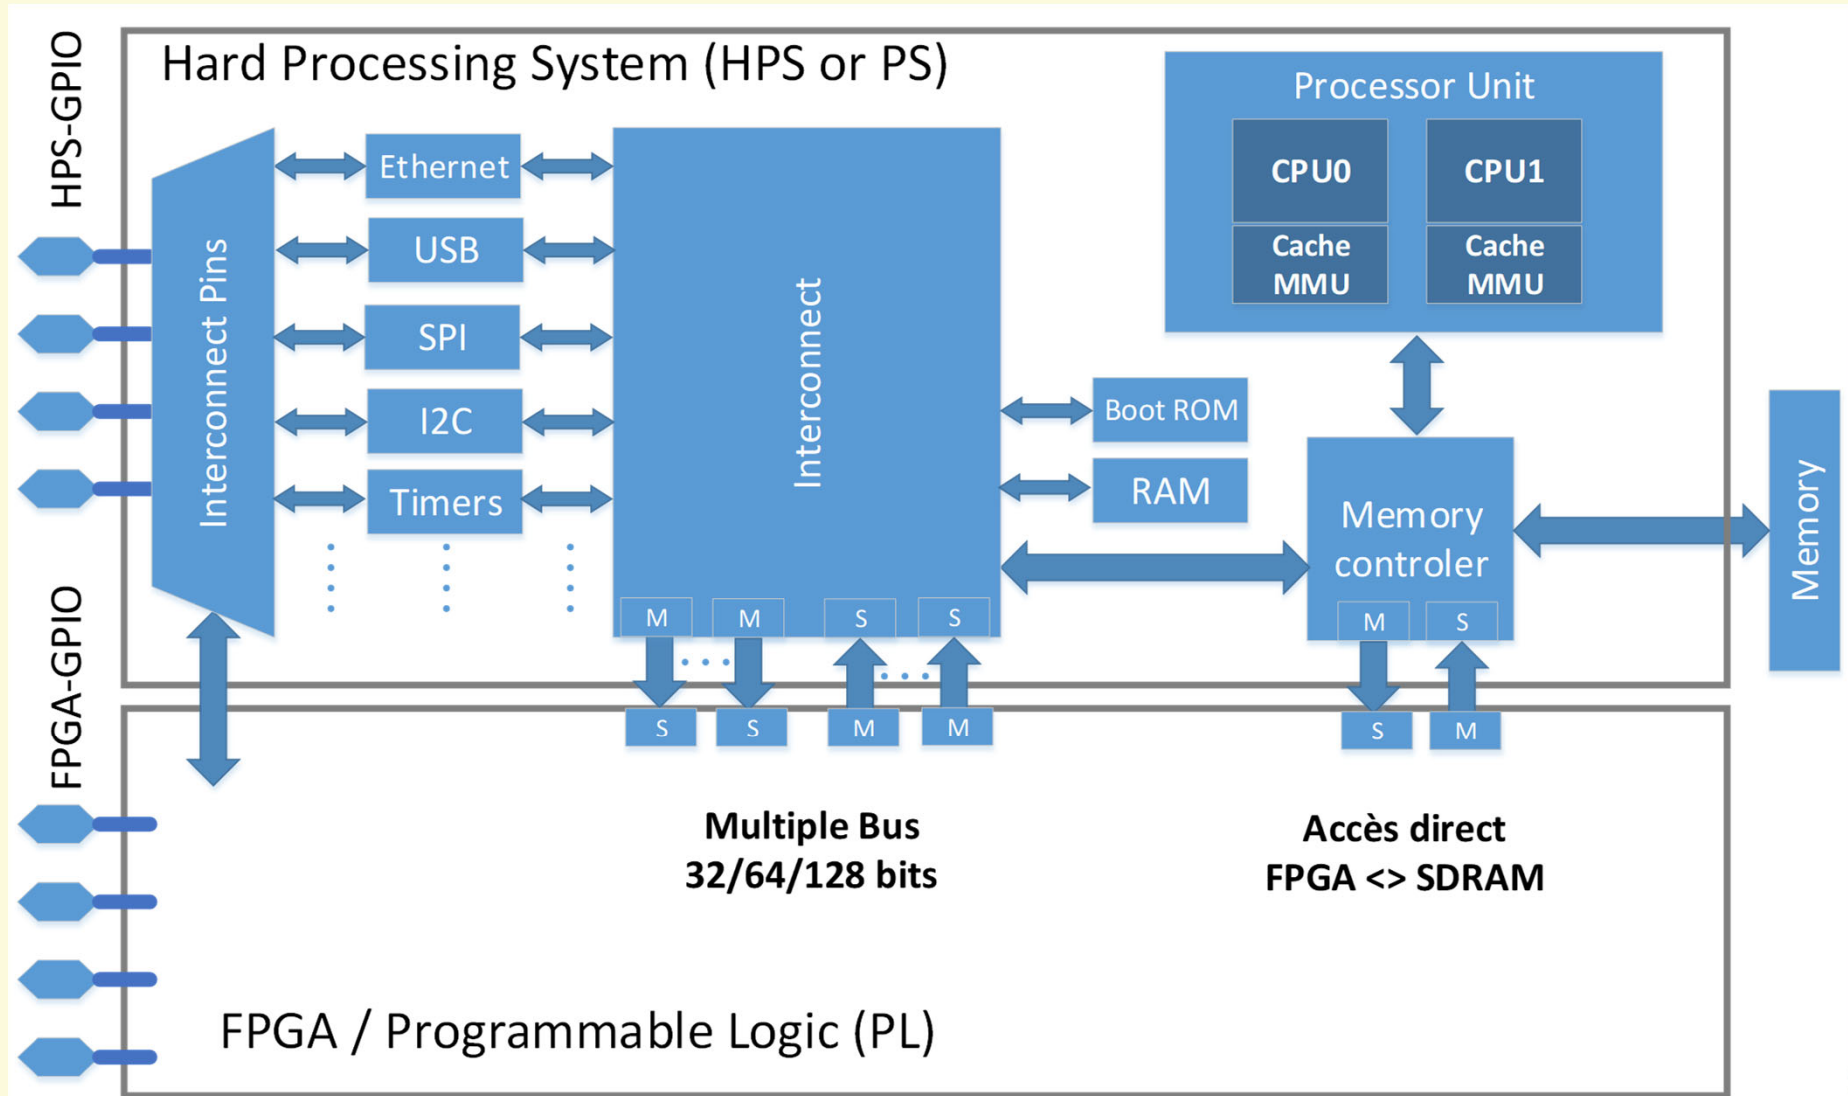 Hard Processing System (HPS or PS)
HPS-GPIO
Interconnect Pins
Ethernet
USB
SPI
I2C
Timers
Interconnect
Processor Unit
CPU0
CPU1
Cache
MMU
Cache
MMU
Boot ROM
RAM
Memory
controler
Memory
M
M
S
S
M
S
FPGA-GPIO
S
S
M
M
S
M
Multiple Bus
32/64/128 bits
Accès direct
FPGA <> SDRAM
FPGA / Programmable Logic (PL)